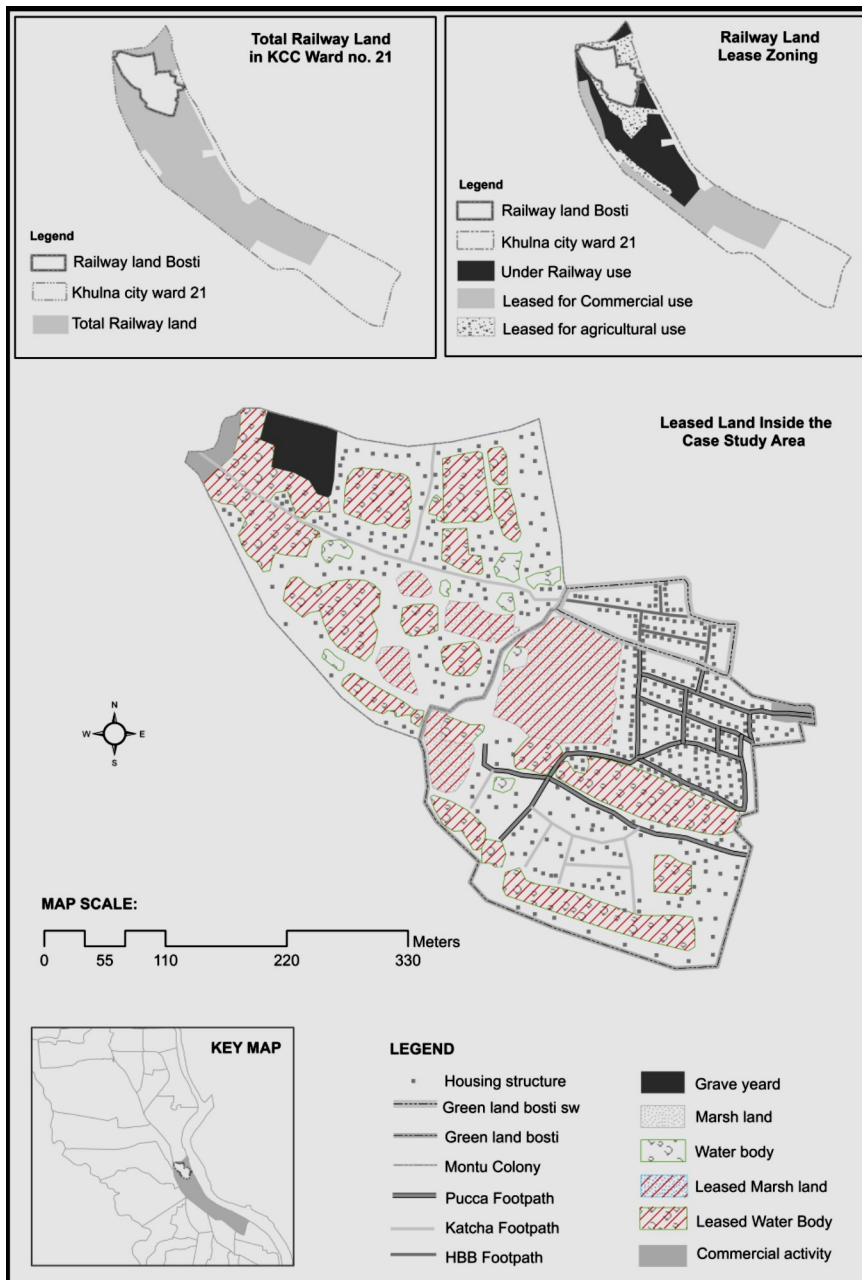 Total Railway Land
in KCC Ward no. 21
Legend
Railway land Bosti
Khulna city ward 21
Total Railway land
Railway Land
Lease Zoning
Legend
Railway land Bosti
Khulna city ward 21
Under Railway use
Leased for Commercial use
Leased for agricultural use
Leased Land Inside the
Case Study Area
N
W E
S
MAP SCALE:
Meters
0 55 110 220 330
KEY MAP
LEGEND
Housing structure
Green land bosti sw
Green land bosti
Montu Colony
Pucca Footpath
Katcha Footpath
HBB Footpath
Grave yeard
Marsh land
Water body
Leased Marsh land
Leased Water Body
Commercial activity